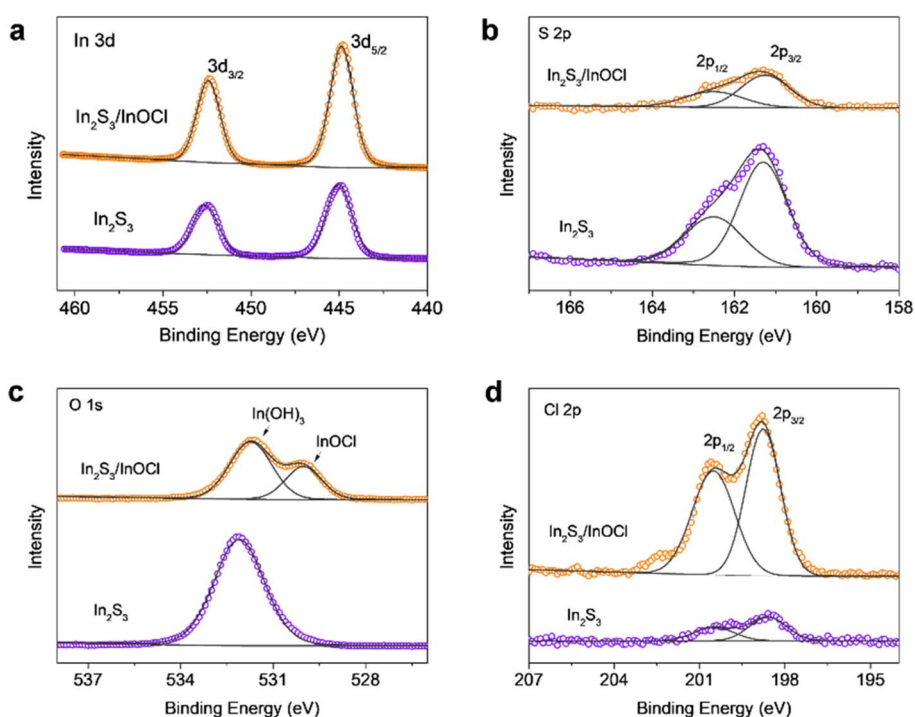 a
In 3d
3d₃/₂
3d₅/₂
In₂S₃/InOCl
In₂S₃
Intensity
460 455 450 445 440
Binding Energy (eV)
b
S 2p
2p₁/₂
2p₃/₂
In₂S₃/InOCl
In₂S₃
Intensity
166 164 162 160 158
Binding Energy (eV)
c
O 1s
In(OH)₃
InOCl
In₂S₃/InOCl
In₂S₃
Intensity
537 534 531 528
Binding Energy (eV)
d
Cl 2p
2p₁/₂
2p₃/₂
In₂S₃/InOCl
In₂S₃
Intensity
207 204 201 198 195
Binding Energy (eV)